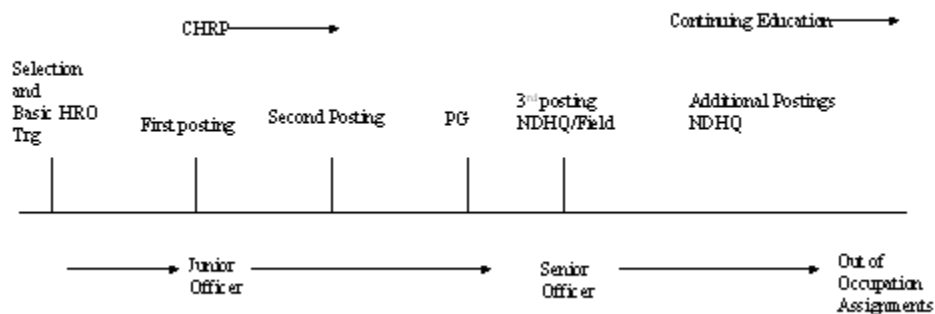 CHRP
Continuing Education
Selection
and
Basic HRO
Trg
First posting
Second Posting
PG
3rd posting
NDHQ/Field
Additional Postings
NDHQ
Junior
Officer
Senior
Officer
Out of
Occupation
Assignments